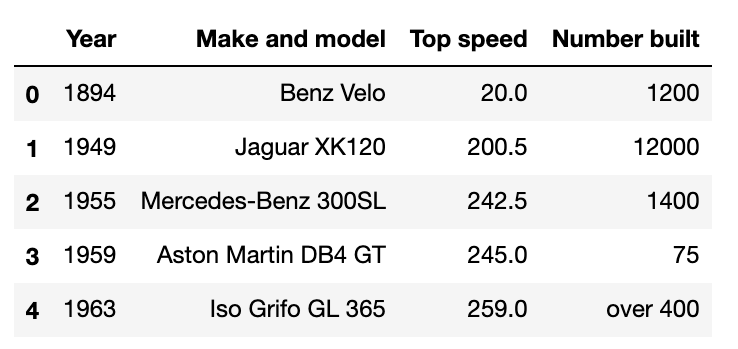 Year Make and model Top speed Number built
0 1894 Benz Velo 20.0 1200
1 1949 Jaguar XK120 200.5 12000
2 1955 Mercedes-Benz 300SL 242.5 1400
3 1959 Aston Martin DB4 GT 245.0 75
4 1963 Iso Grifo GL 365 259.0 over 400